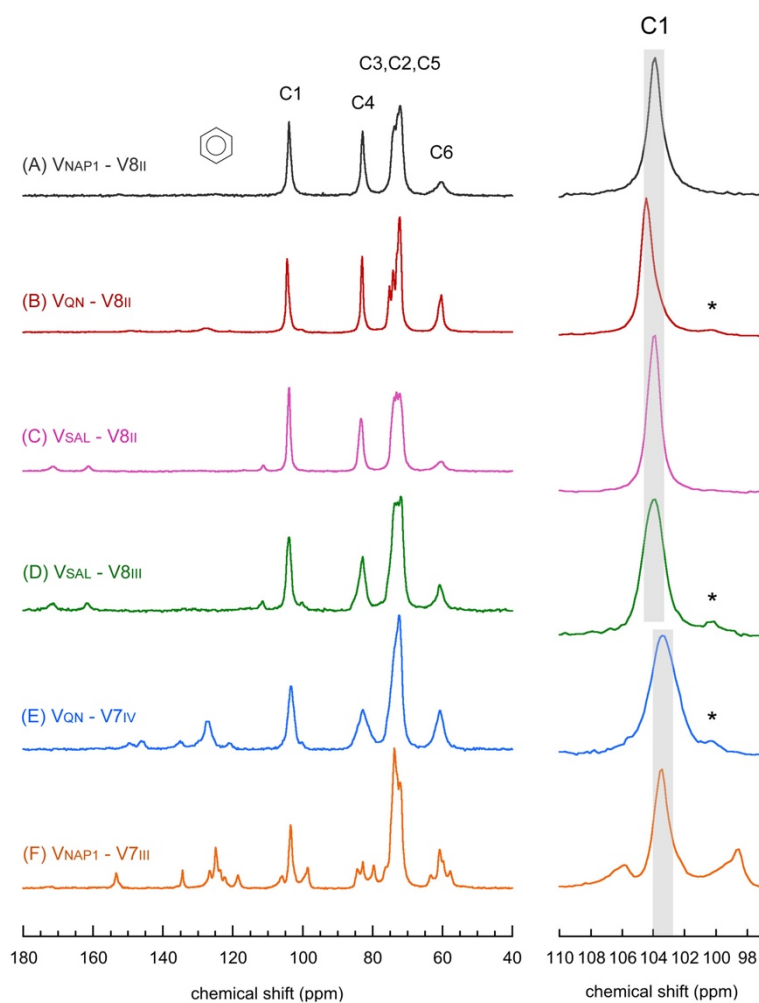 C1
C3,C2,C5
C1
C4
C6
(A) VNAP1 - V8II
(B) VQN - V8II
*
(C) VSAL - V8II
(D) VSAL - V8III
*
(E) VQN - V7IV
*
(F) VNAP1 - V7III
180 160 140 120 100 80 60 40
110 108 106 104 102 100 98
chemical shift (ppm)
chemical shift (ppm)